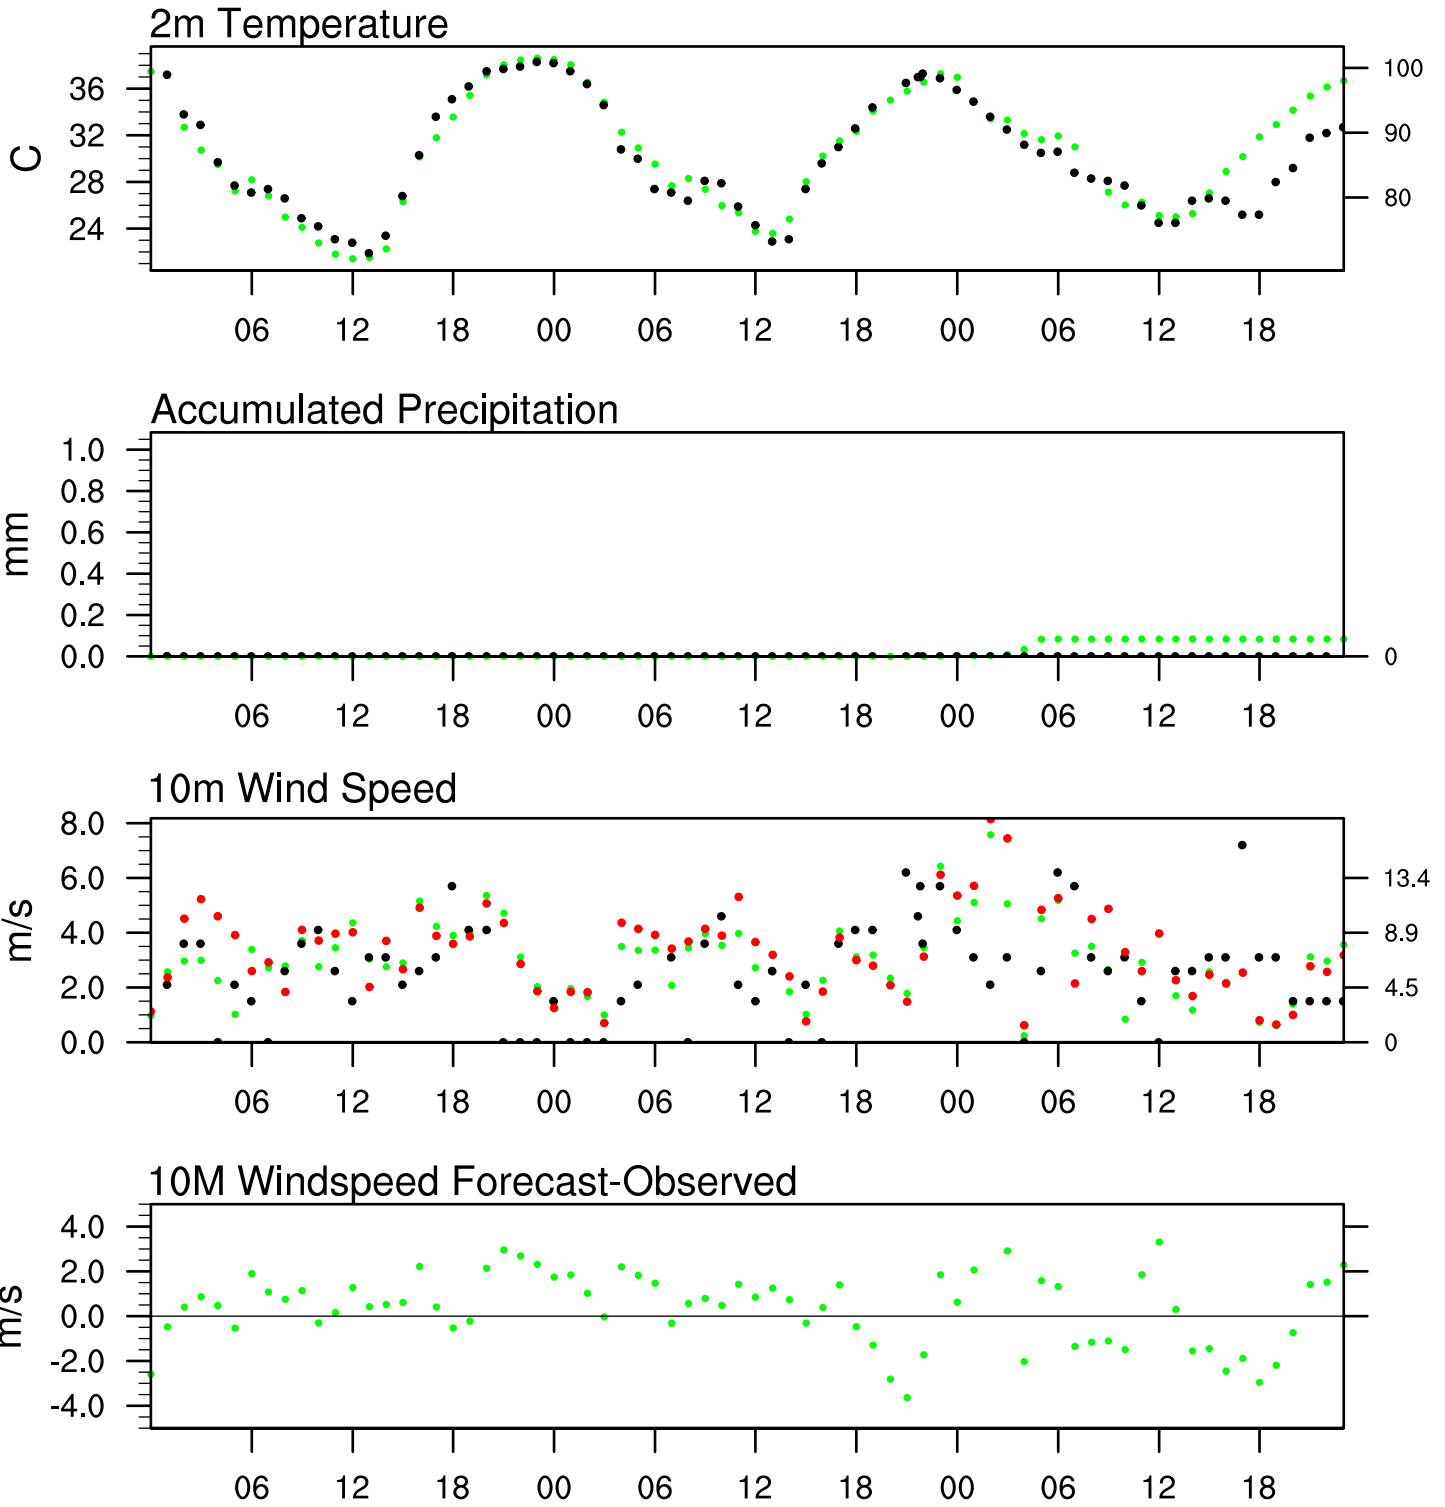 2m Temperature
C
36
32
28
24
100
90
80
06 12 18 00 06 12 18 00 06 12 18
Accumulated Precipitation
mm
1.0
0.8
0.6
0.4
0.2
0.0
0
06 12 18 00 06 12 18 00 06 12 18
10m Wind Speed
m/s
8.0
6.0
4.0
2.0
0.0
13.4
8.9
4.5
0
06 12 18 00 06 12 18 00 06 12 18
10M Windspeed Forecast-Observed
m/s
4.0
2.0
0.0
-2.0
-4.0
06 12 18 00 06 12 18 00 06 12 18